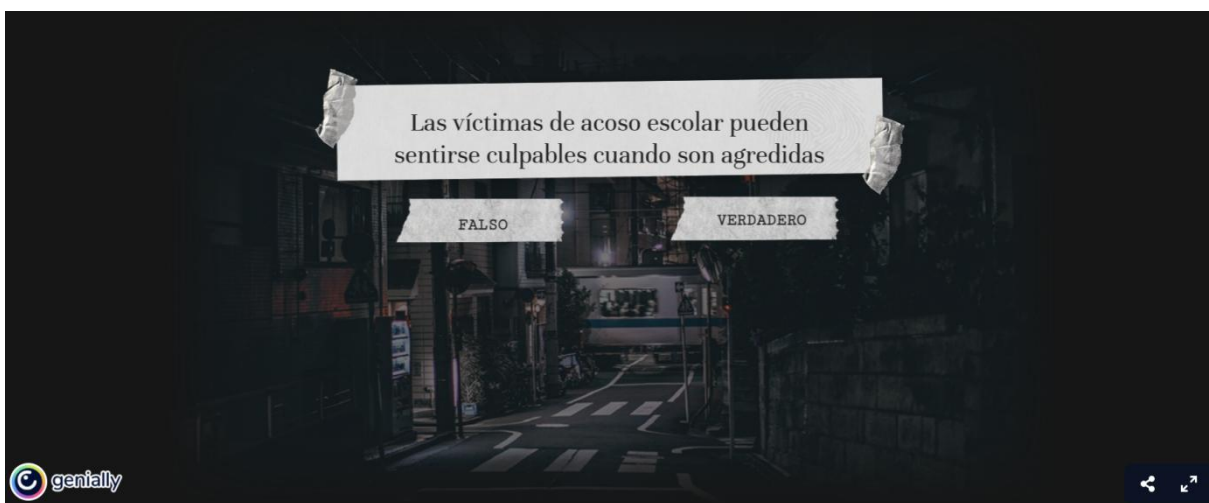 Las víctimas de acoso escolar pueden
sentirse culpables cuando son agredidas
FALSO
VERDADERO
genially